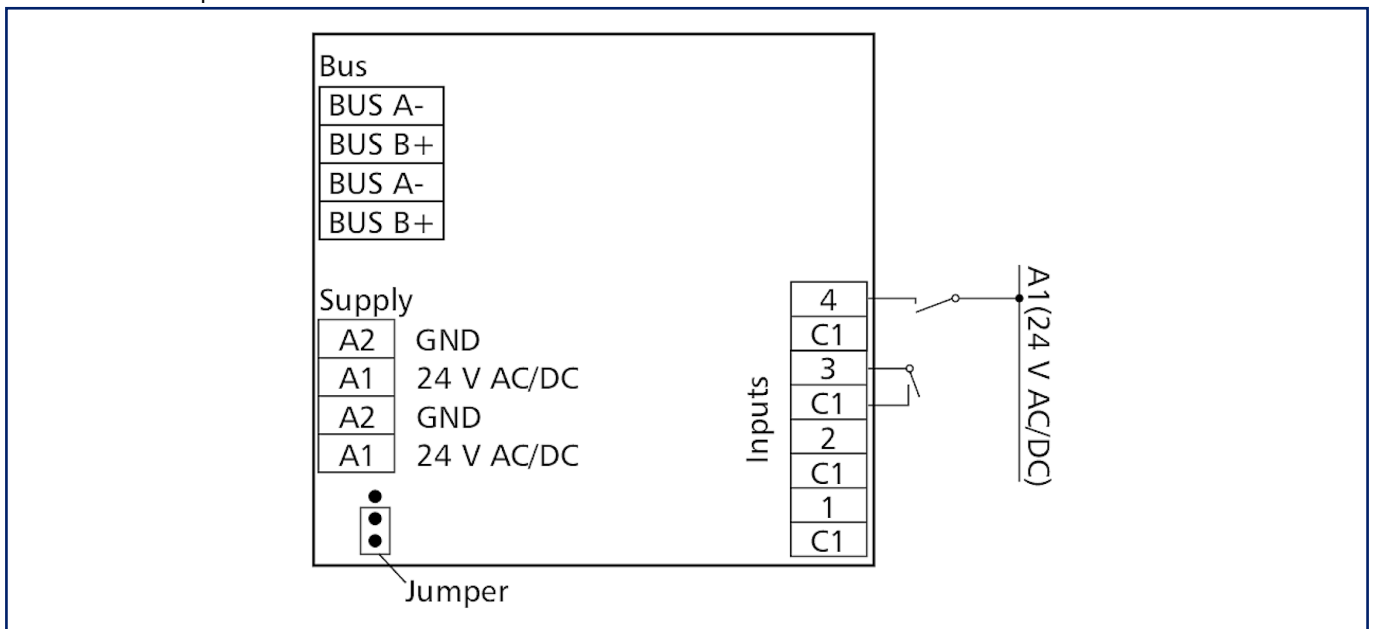 Bus
BUS A-
BUS B+
BUS A-
BUS B+
Supply
A2 GND
A1 24 V AC/DC
A2 GND
A1 24 V AC/DC
Jumper
Inputs
4
C1
3
C1
2
C1
1
C1
A1(24 V AC/DC)